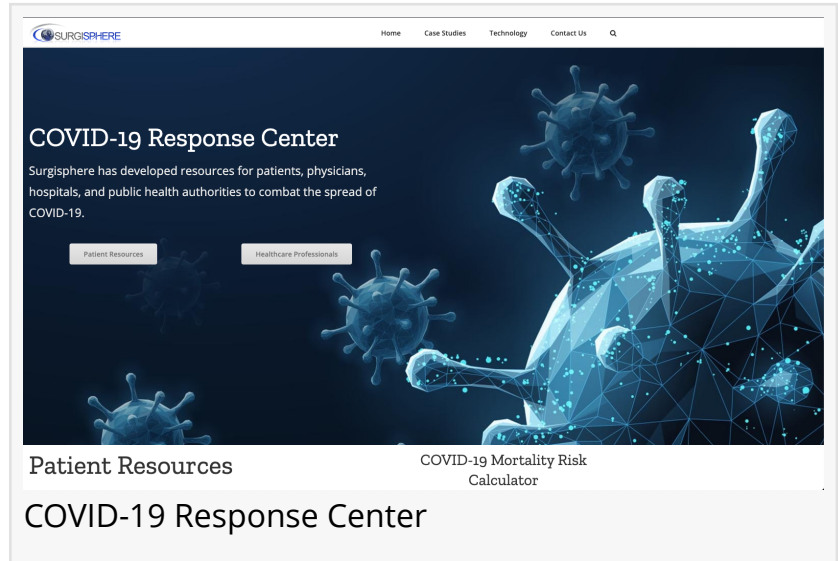 SURGISPHERE
Home Case Studies Technology Contact Us
COVID-19 Response Center
Surgisphere has developed resources for patients, physicians,
hospitals, and public health authorities to combat the spread of
COVID-19.
Patient Resources Healthcare Professionals
Patient Resources
COVID-19 Mortality Risk
Calculator
COVID-19 Response Center